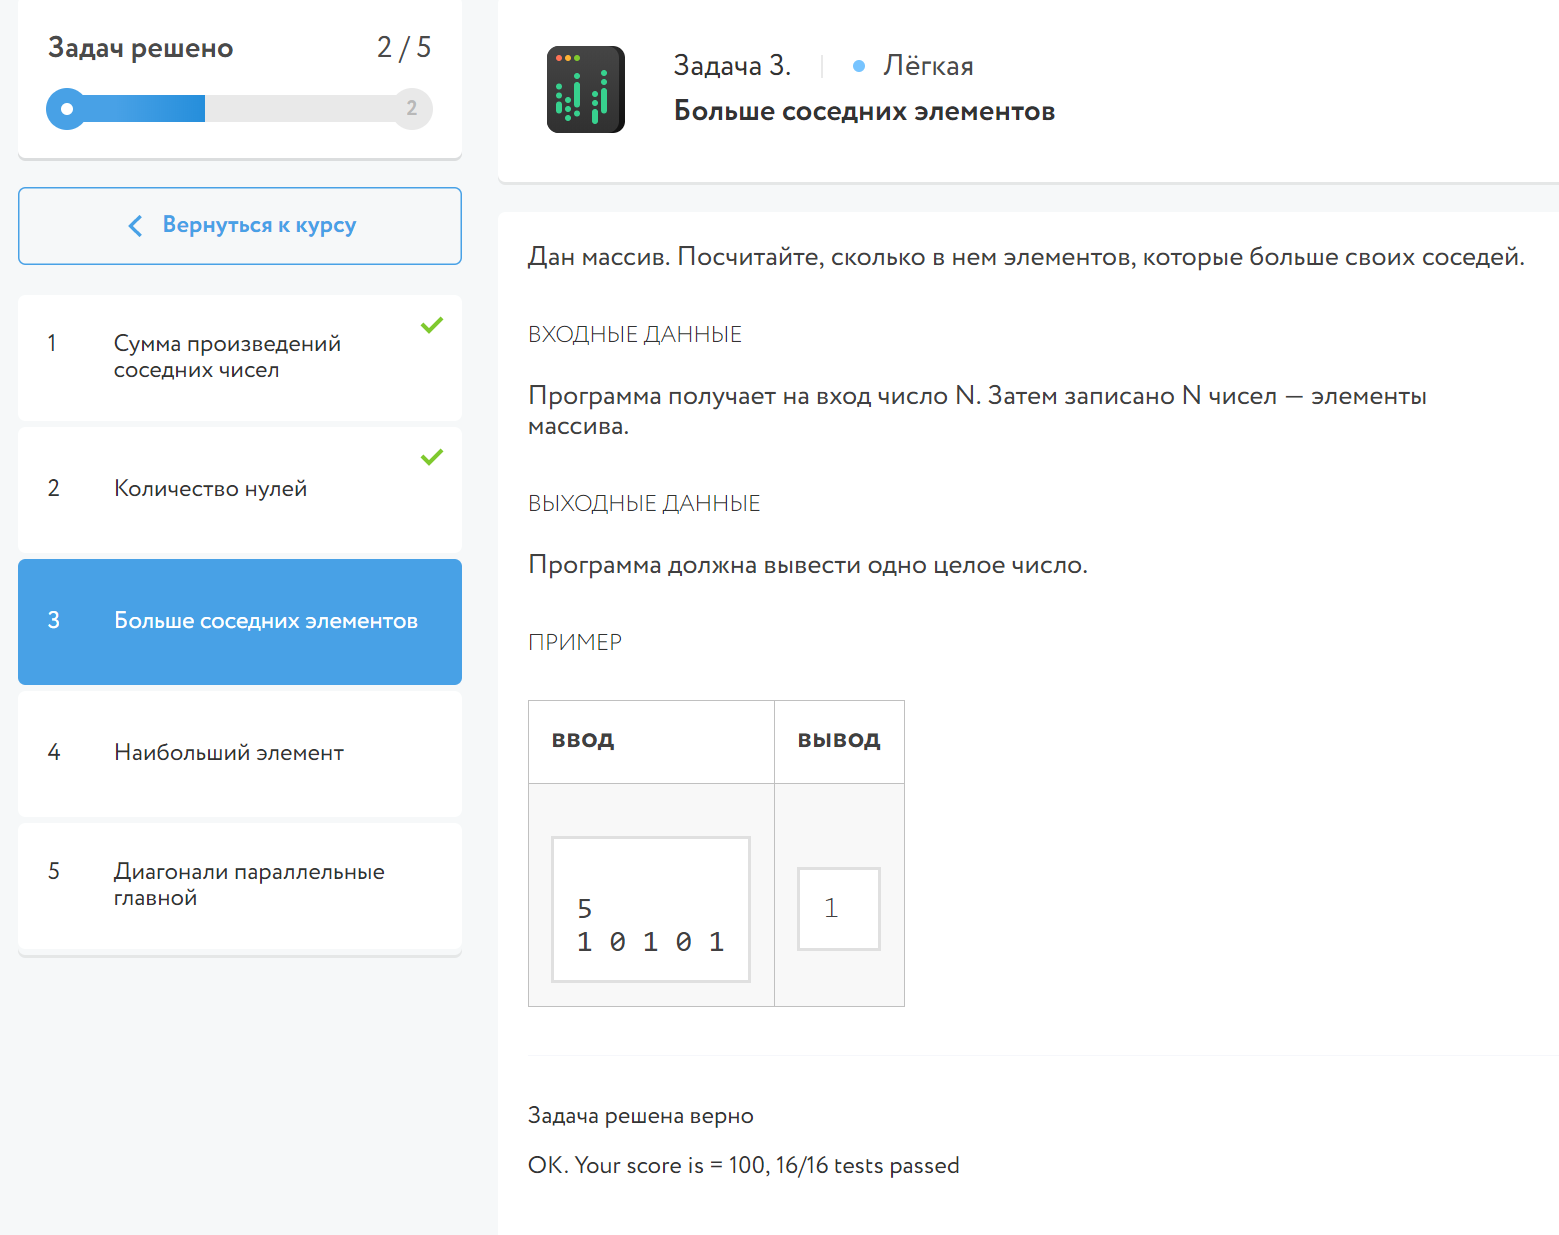 Задач решено 2 / 5
2
Вернуться к курсу
1 Сумма произведений
соседних чисел
2 Количество нулей
3 Больше соседних элементов
4 Наибольший элемент
5 Диагонали параллельные
главной
Задача 3. Лёгкая
Больше соседних элементов
Дан массив. Посчитайте, сколько в нем элементов, которые больше своих соседей.
ВХОДНЫЕ ДАННЫЕ
Программа получает на вход число N. Затем записано N чисел — элементы
массива.
ВЫХОДНЫЕ ДАННЫЕ
Программа должна вывести одно целое число.
ПРИМЕР
ВВОД ВЫВОД
5
1 0 1 0 1
1
Задача решена верно
OK. Your score is = 100, 16/16 tests passed